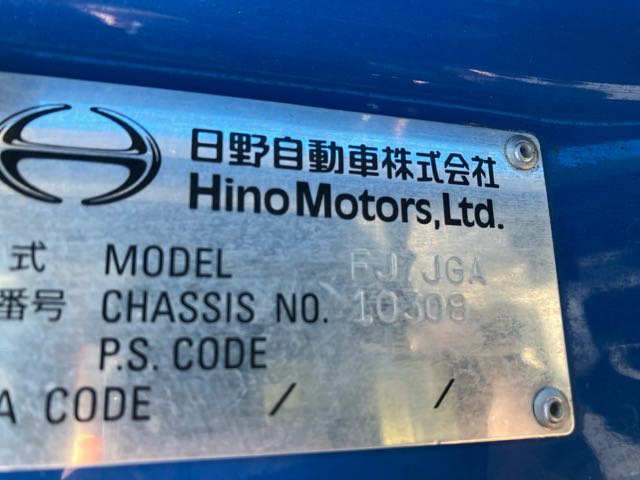 日野自動車株式会社
Hino Motors, Ltd.
式 MODEL FJ7JGA
番号 CHASSIS NO. 10308
P.S. CODE
A CODE / /